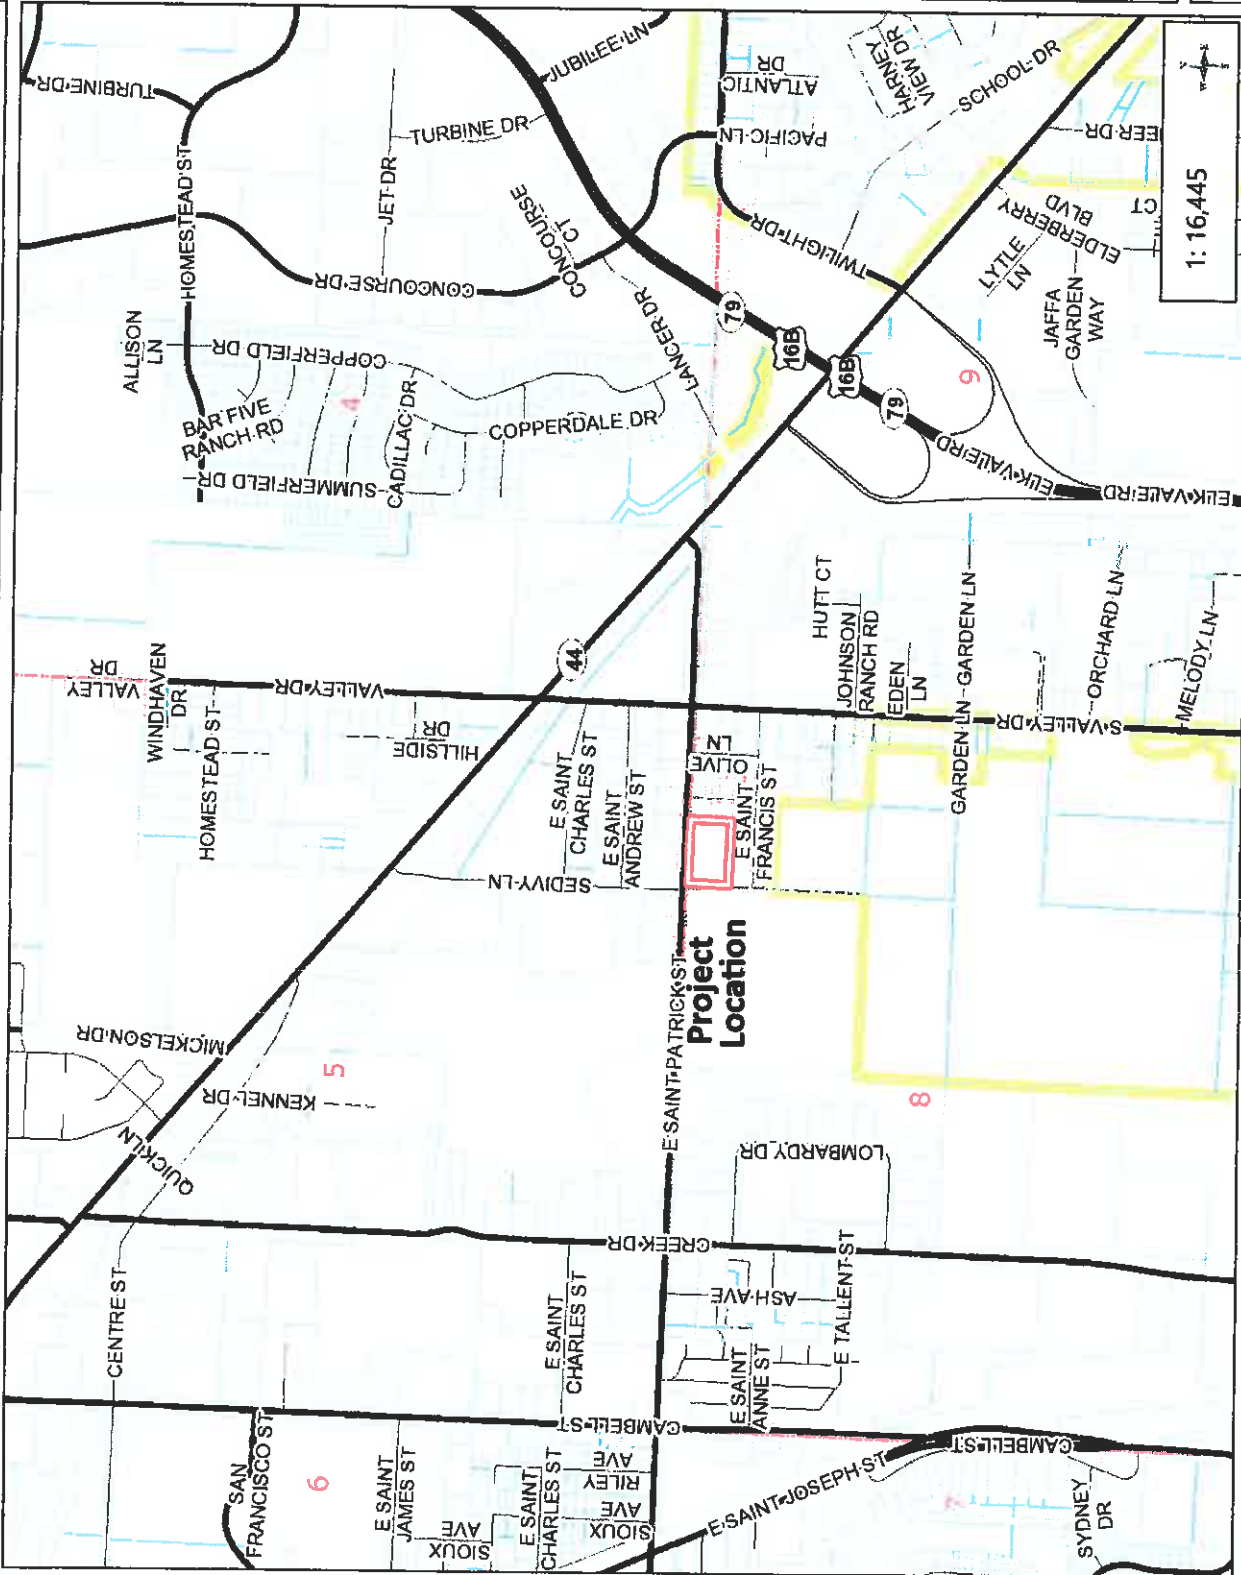 TURBINE DR
HOMESTEAD ST
JET DR
TURBINE DR
JUBILEE LN
ATLANTIC
DR
HARNEY
VIEW DR
SCHOOL DR
PACIFIC LN
CONCOURSE DR
CONCOURSE
CT
LANCER DR
TWILIGHT DR
ELDERBERRY
BLVD
LYTLE
LN
JAFFA
GARDEN
WAY
EER DR
CT
1: 16,445
N
W
E
S
ALLISON
LN
COPPERFIELD DR
BAR FIVE
RANCH RD
4
CADILLAC DR
SUMMERFIELD DR
COPPERDALE DR
79
16B
16B
79
9
ELK VALE RD
ELK VALE RD
ELK VALE RD
VALLEY
DR
WINDHAVEN
DR
VALLEY DR
HOMESTEAD ST
HILLSIDE
DR
44
E SAINT
CHARLES ST
E SAINT
ANDREW ST
SEDIVY LN
OLIVE
LN
E SAINT
FRANCIS ST
HUTT CT
JOHNSON
RANCH RD
EDEN
LN
GARDEN LN
GARDEN LN
S VALLEY DR
ORCHARD LN
MELODY LN
Project
Location
E SAINT PATRICK ST
MICKELSON DR
KENNEL DR
5
QUICK LN
8
LOMBARDY DR
CREEK DR
CENTRE ST
E SAINT
CHARLES ST
ASH AVE
E TALLENT ST
E SAINT
ANNE ST
CAMBELL ST
CAMBELL ST
SAN
FRANCISCO ST
6
E SAINT
JAMES ST
SIOUX
AVE
E SAINT
CHARLES ST
RILEY
AVE
SIOUX
AVE
E SAINT JOSEPH ST
7
SYDNEY
DR